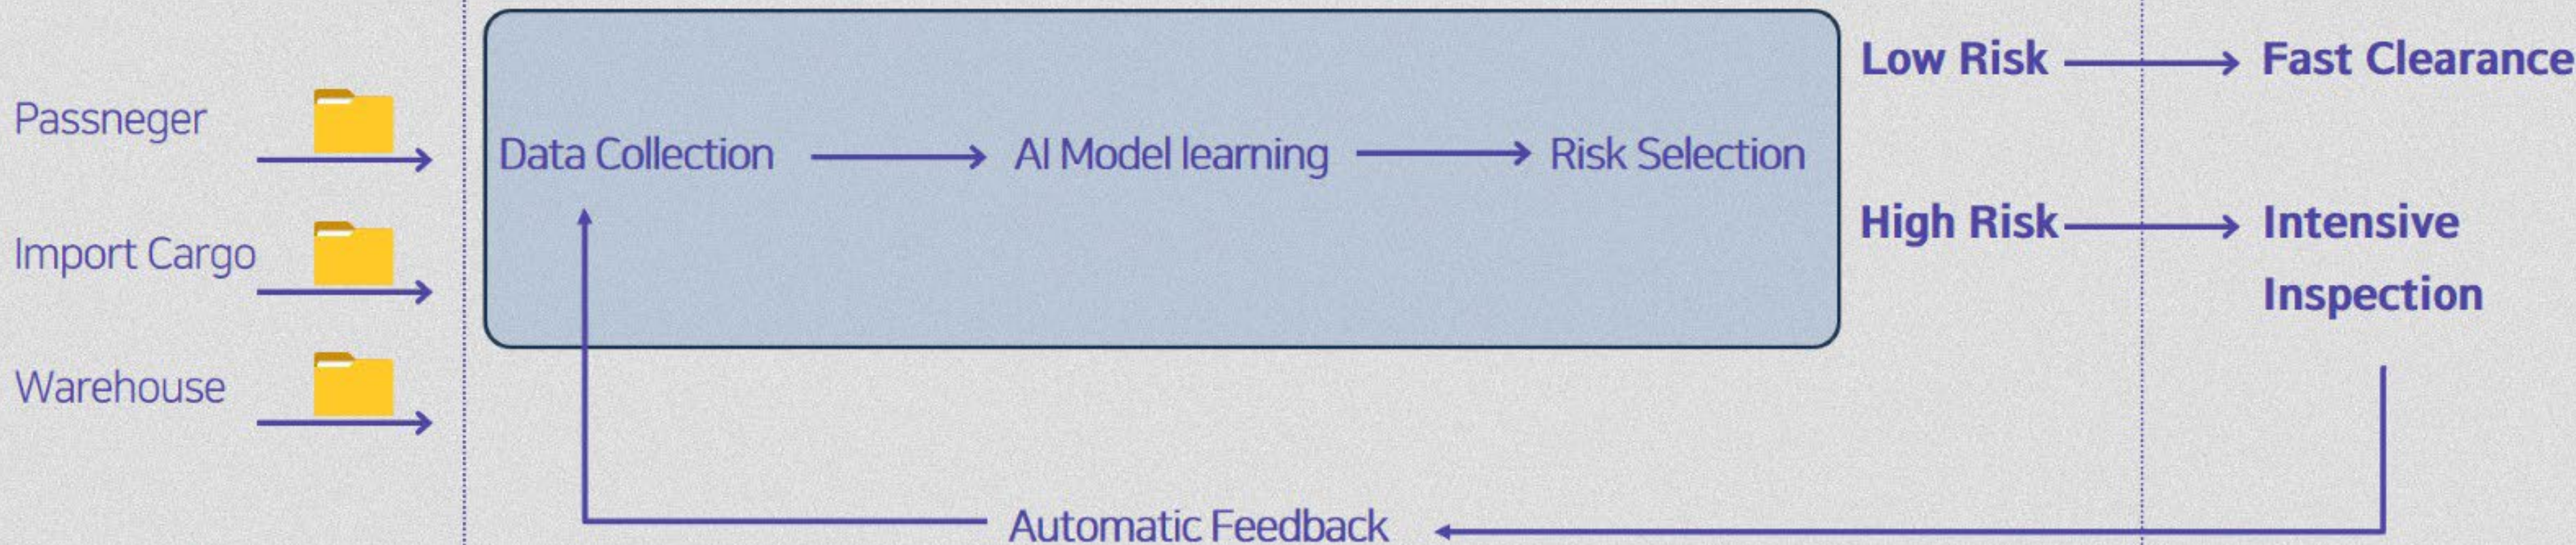 Passneger
Import Cargo
Warehouse
Data Collection
AI Model learning
Risk Selection
Low Risk
Fast Clearance
High Risk
Intensive
Inspection
Automatic Feedback